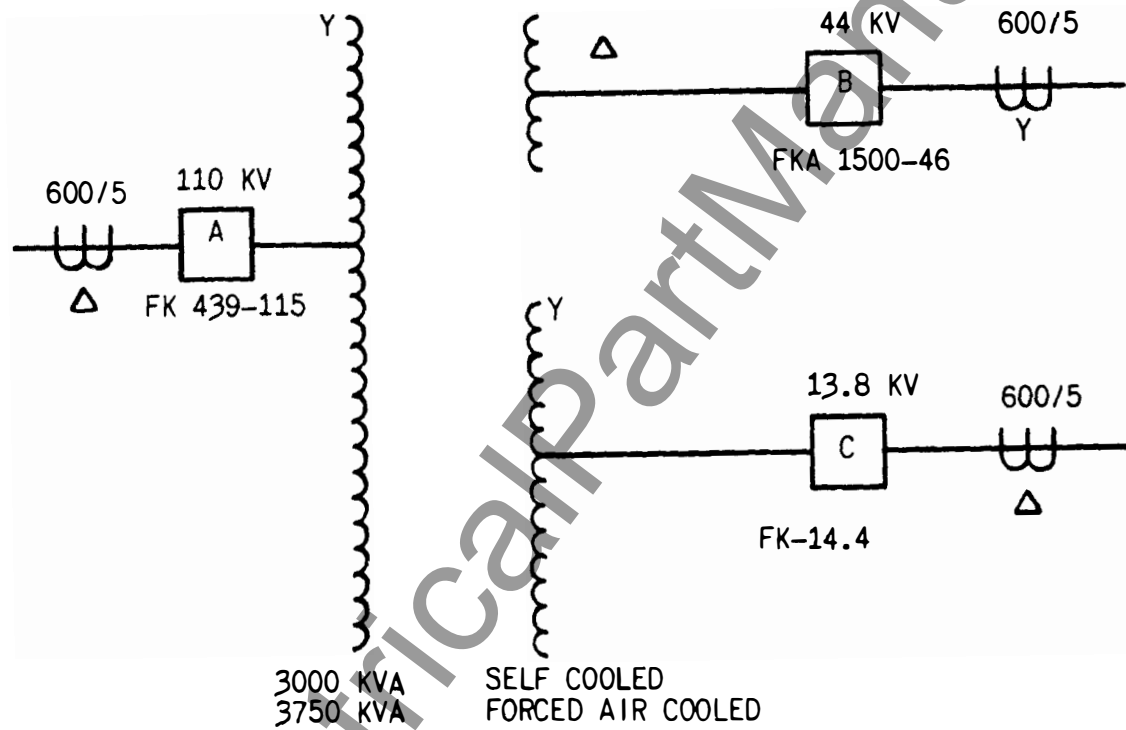 Y
△
44 KV
600/5
B
Y
FKA 1500-46
600/5
110 KV
A
△
FK 439-115
Y
13.8 KV
600/5
C
△
FK-14.4
3000 KVA SELF COOLED
3750 KVA FORCED AIR COOLED
tricalPartMan